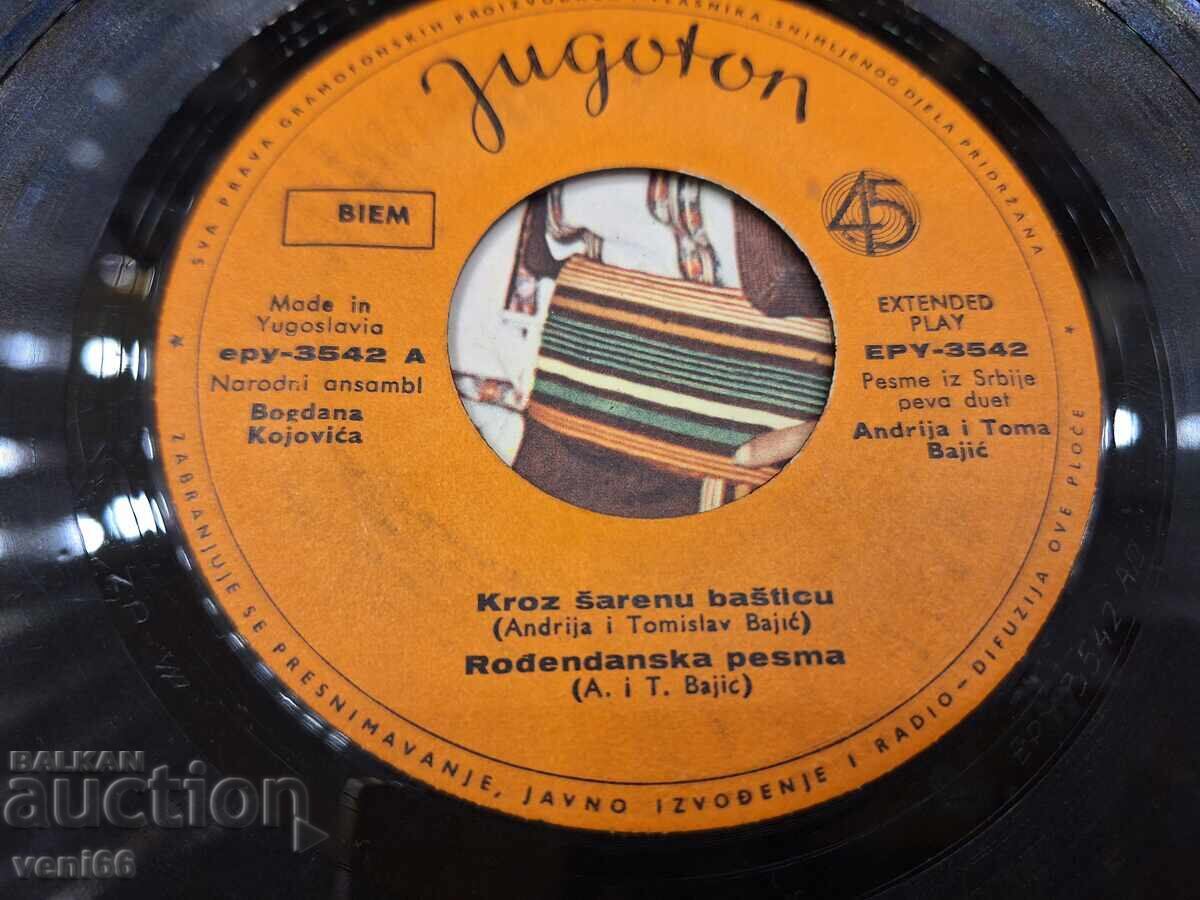 SVA PRAVA GRAMOFONSKIH PROIZVOĐAČA I VLASNIKA SNIMLJENOG DJELA PRIDRŽANA
Jugoton
BIEM
45
Made in
Yugoslavia
epy-3542 A
Narodni ansambl
Bogdana
Kojovića
EXTENDED
PLAY
EPY-3542
Pesme iz Srbije
peva duet
Andrija i Toma
Bajić
Kroz šarenu bašticu
(Andrija i Tomislav Bajić)
Rođendanska pesma
(A. i T. Bajić)
* ZABRANJUJE SE PRESNIMAVANJE, JAVNO IZVOĐENJE I RADIO-DIFUZIJA OVE PLOČE *
BALKAN
auction
veni66